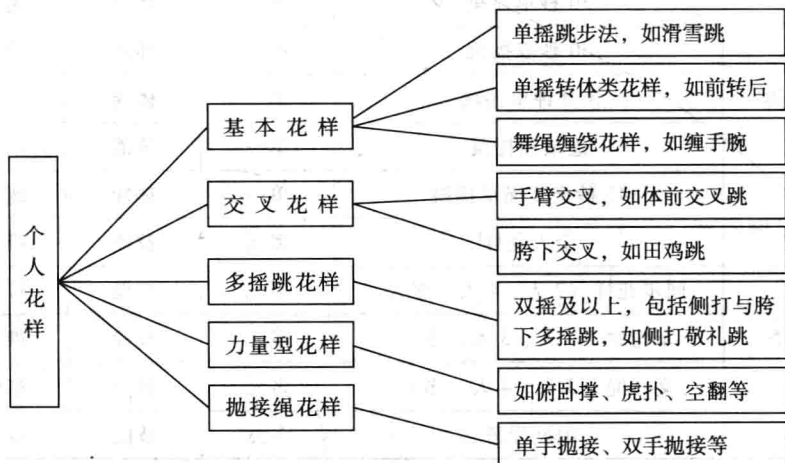 个人花样
基本花样
交叉花样
多摇跳花样
力量型花样
抛接绳花样
单摇跳步法，如滑雪跳
单摇转体类花样，如前转后
舞绳缠绕花样，如缠手腕
手臂交叉，如体前交叉跳
胯下交叉，如田鸡跳
双摇及以上，包括侧打与胯
下多摇跳，如侧打敬礼跳
如俯卧撑、虎扑、空翻等
单手抛接、双手抛接等